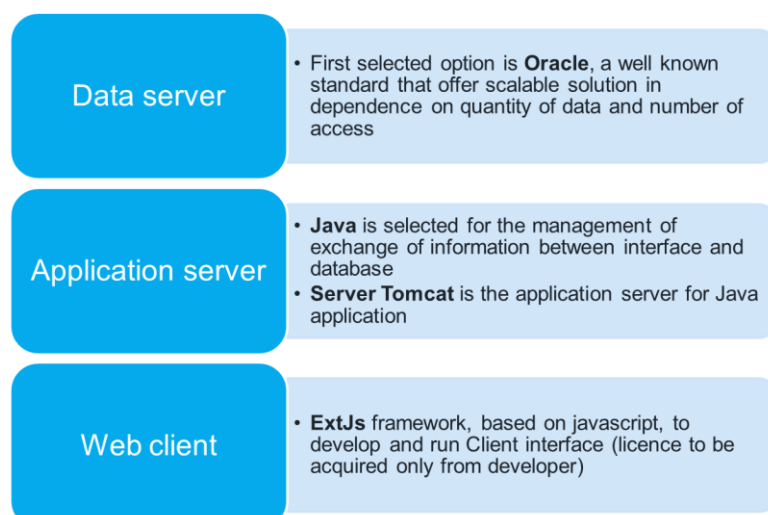 Data server
• First selected option is Oracle, a well known
standard that offer scalable solution in
dependence on quantity of data and number of
access
Application server
• Java is selected for the management of
exchange of information between interface and
database
• Server Tomcat is the application server for Java
application
Web client
• ExtJs framework, based on javascript, to
develop and run Client interface (licence to be
acquired only from developer)